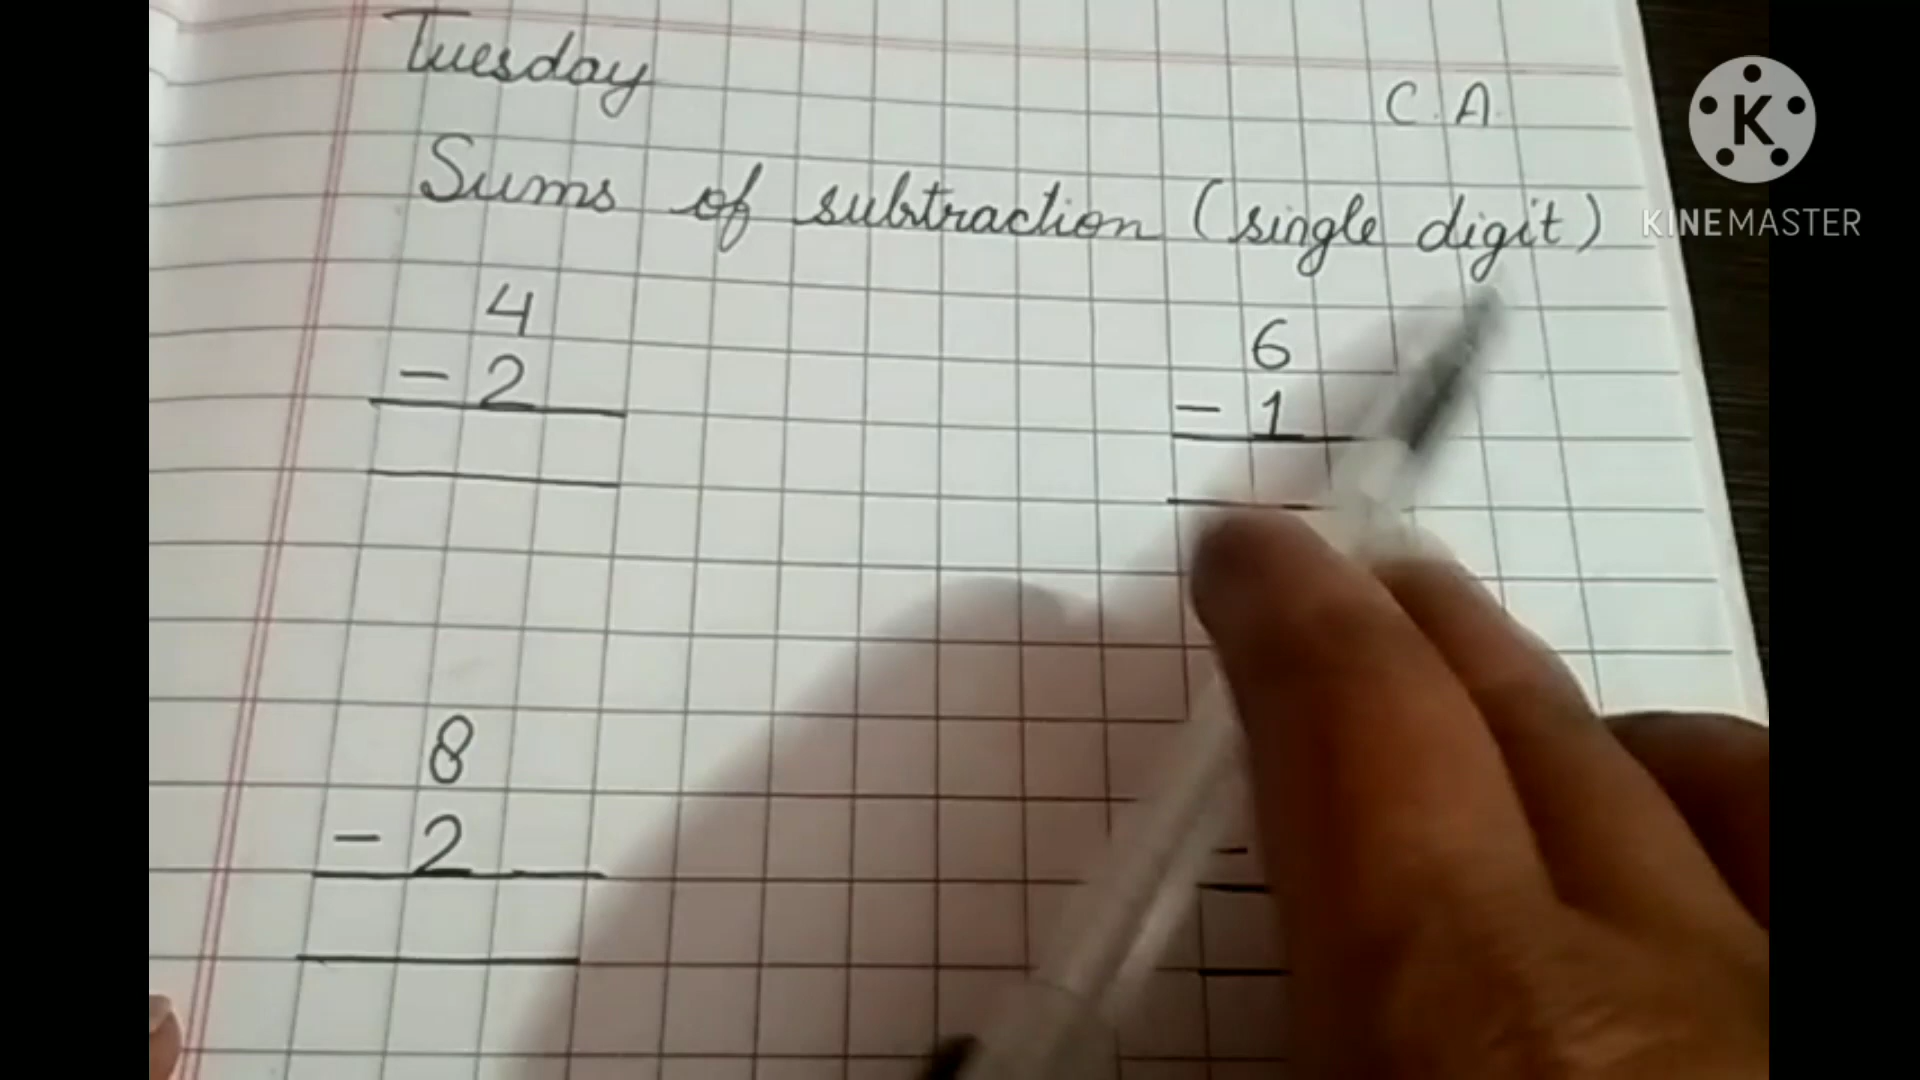 Tuesday
C.A.
Sums of subtraction (single digit)
4
- 2
6
- 1
8
- 2
-
K
KINEMASTER